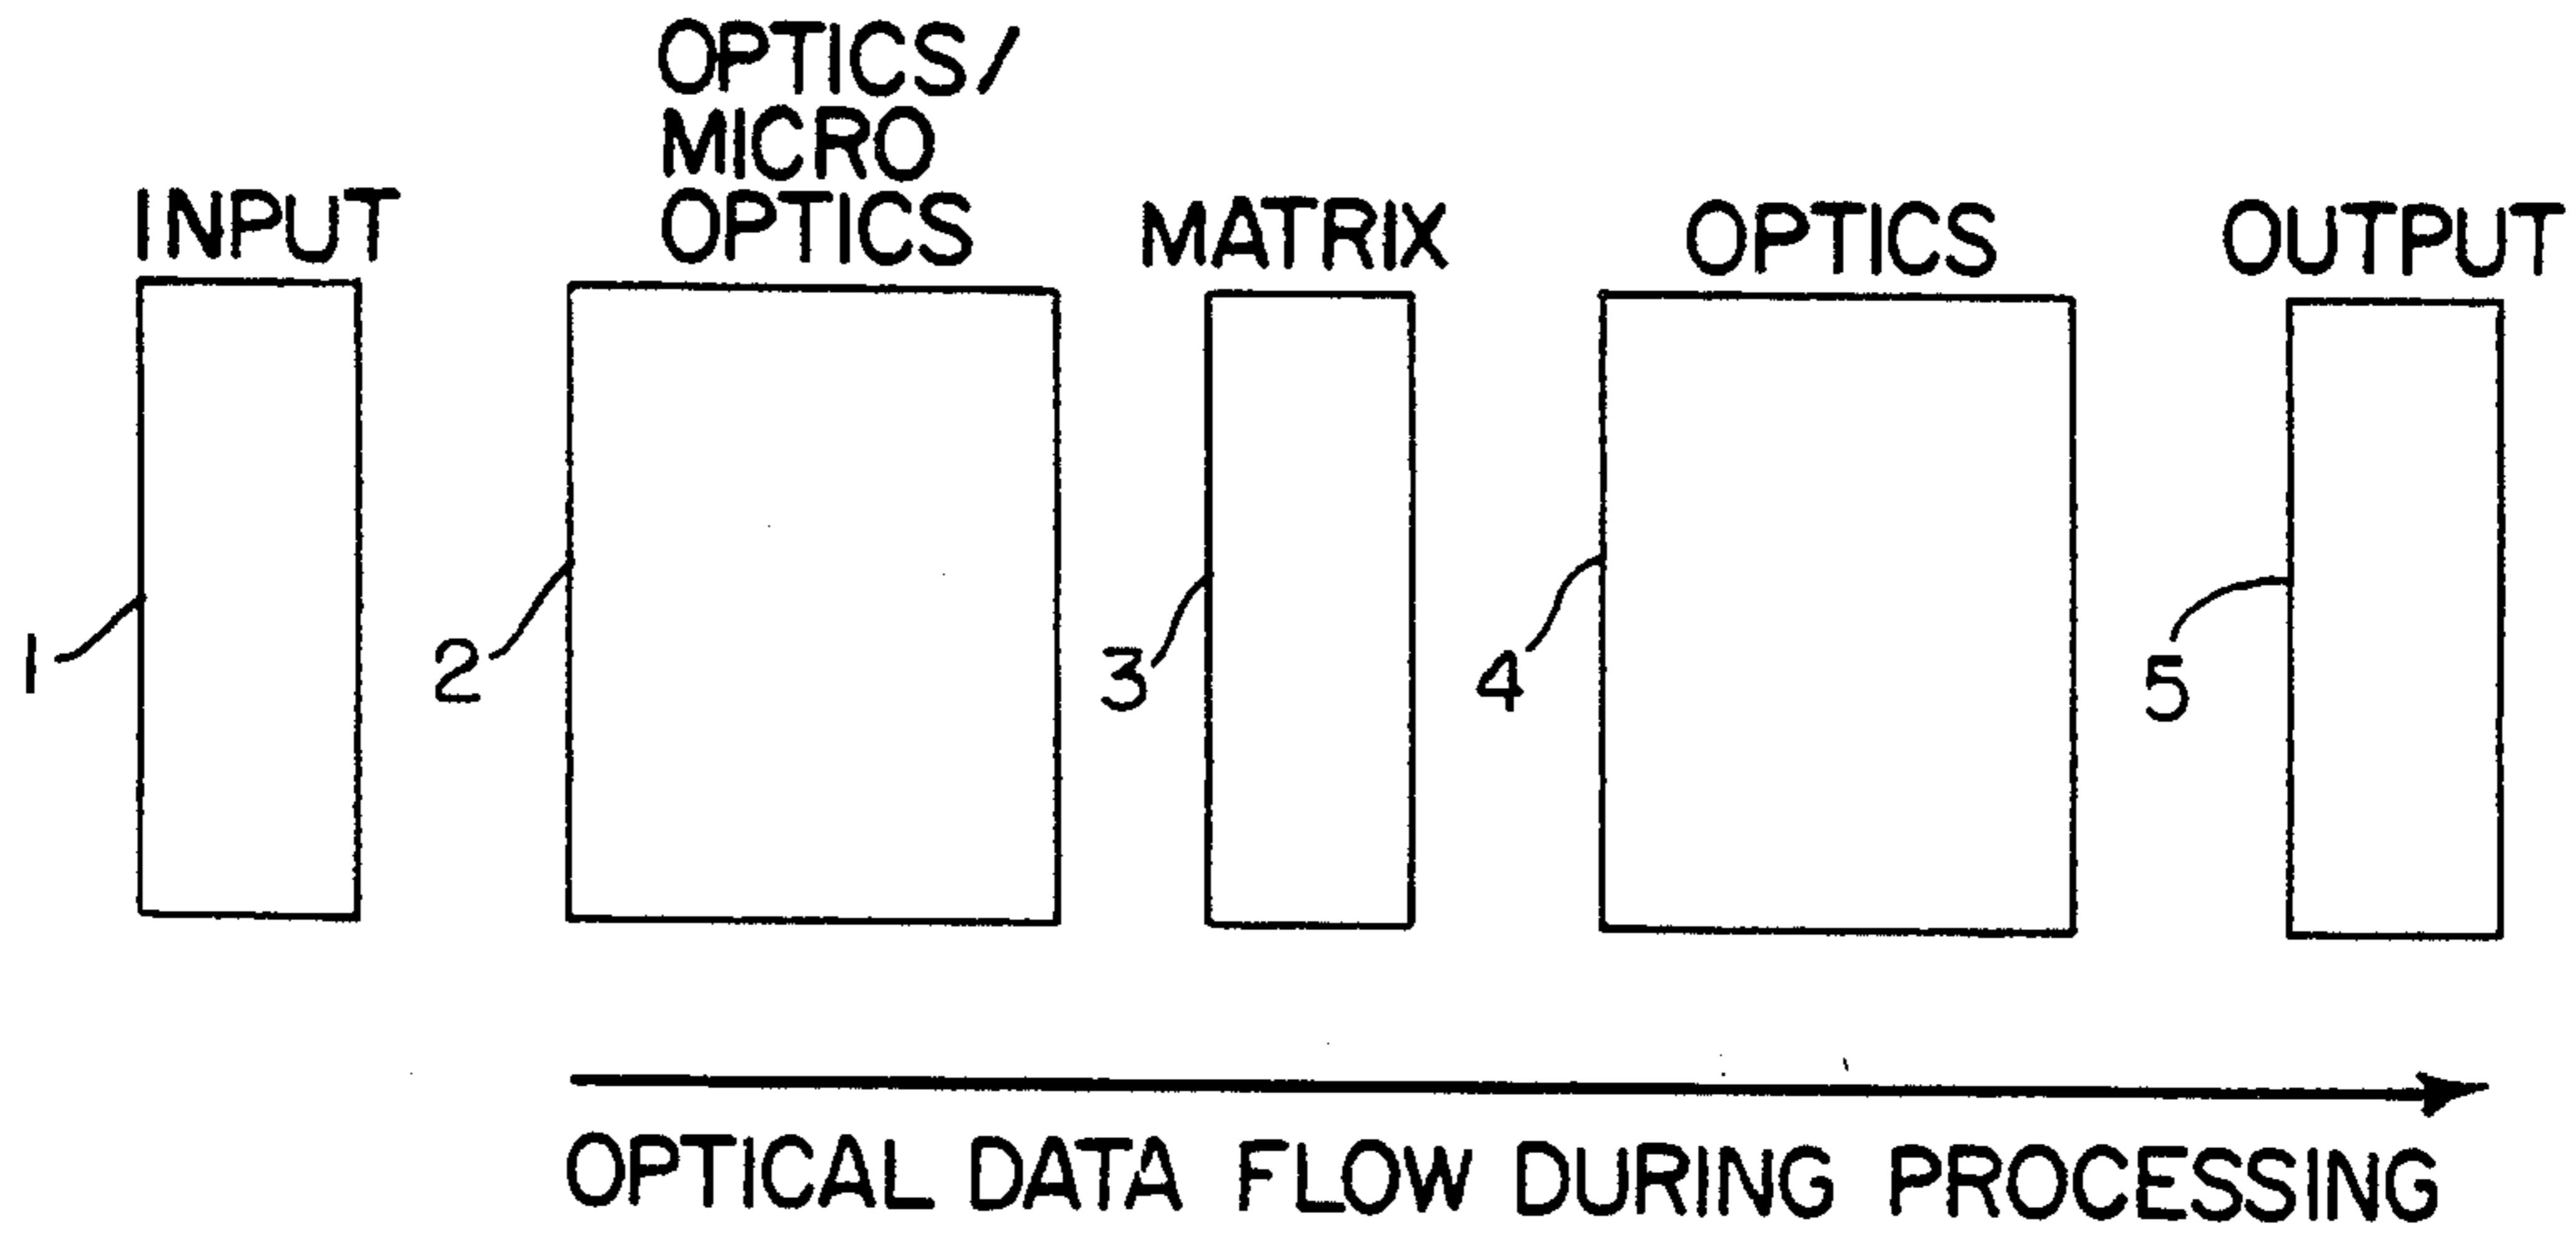 INPUT
OPTICS/
MICRO
OPTICS
MATRIX
OPTICS
OUTPUT
1
2
3
4
5
OPTICAL DATA FLOW DURING PROCESSING